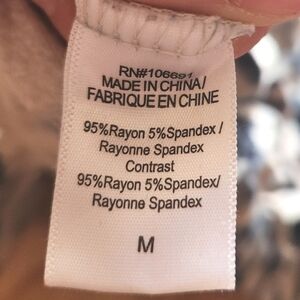 RN#106691
MADE IN CHINA/
FABRIQUE EN CHINE
95%Rayon 5%Spandex/
Rayonne Spandex
Contrast
95%Rayon 5%Spandex/
Rayonne Spandex
M